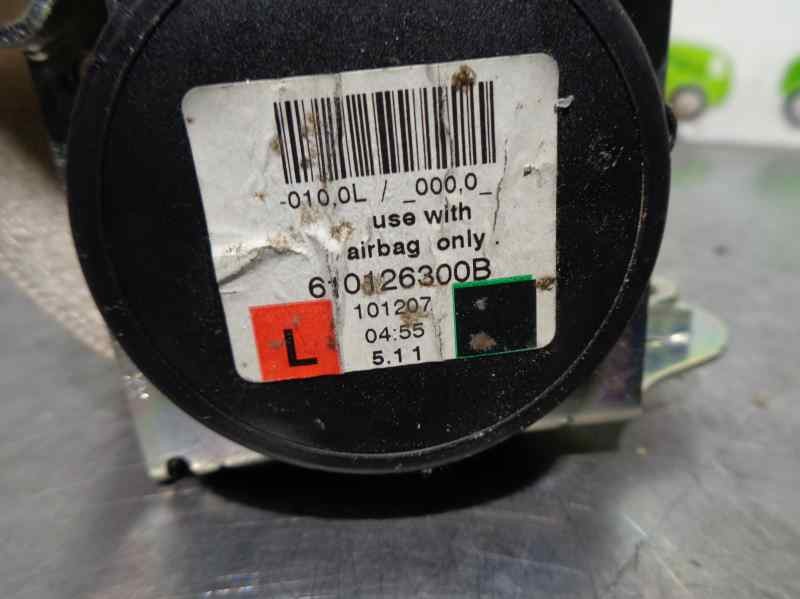 -010,0L / _000,0_
use with
airbag only.
610126300B
101207
L
04:55
5.1 1